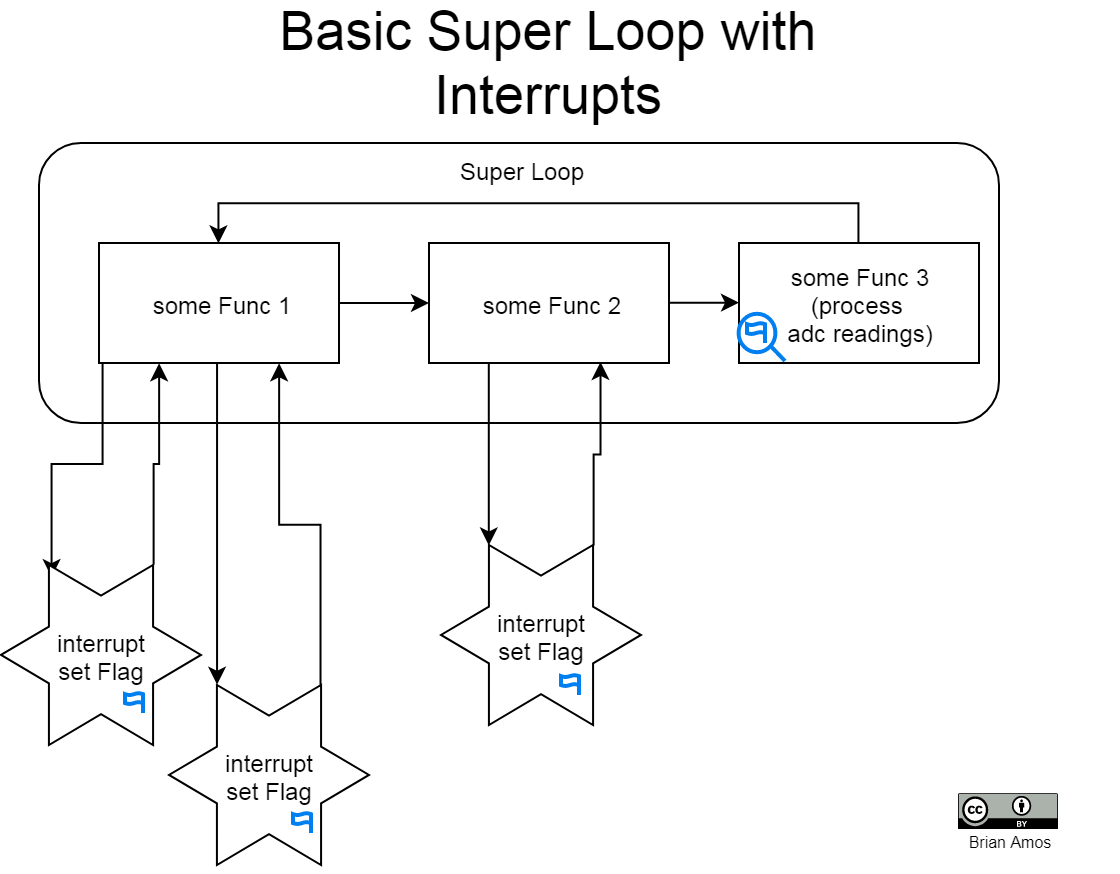 Basic Super Loop with
Interrupts
Super Loop
some Func 1
some Func 2
some Func 3
(process
adc readings)
interrupt
set Flag
interrupt
set Flag
interrupt
set Flag
cc
BY
Brian Amos